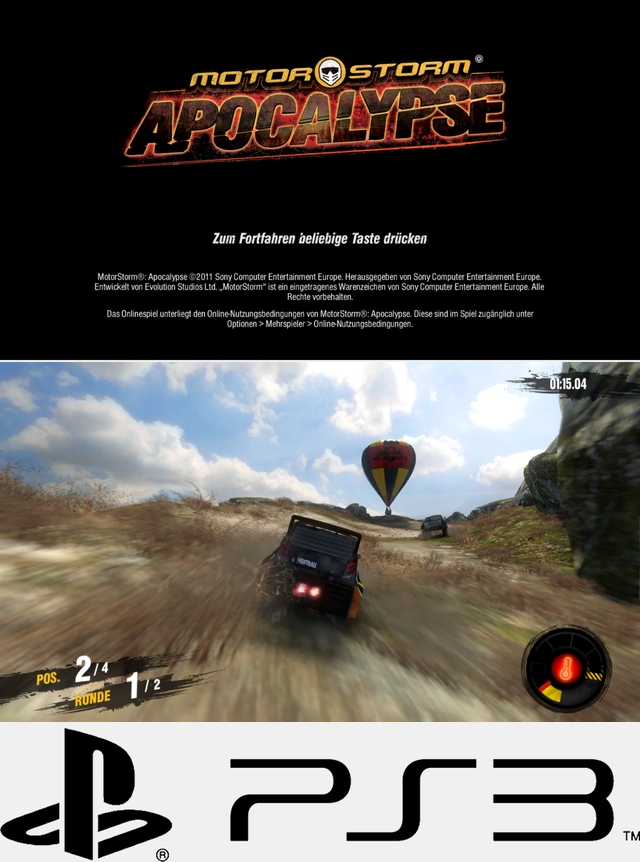 MOTORSTORM®
APOCALYPSE
Zum Fortfahren beliebige Taste drücken
MotorStorm®: Apocalypse ©2011 Sony Computer Entertainment Europe. Herausgegeben von Sony Computer Entertainment Europe.
Entwickelt von Evolution Studios Ltd. „MotorStorm" ist ein eingetragenes Warenzeichen von Sony Computer Entertainment Europe. Alle
Rechte vorbehalten.
Das Onlinespiel unterliegt den Online-Nutzungsbedingungen von MotorStorm®: Apocalypse. Diese sind im Spiel zugänglich unter
Optionen > Mehrspieler > Online-Nutzungsbedingungen.
01:15.04
POS. 2/4
RUNDE 1/2
® PS3 TM